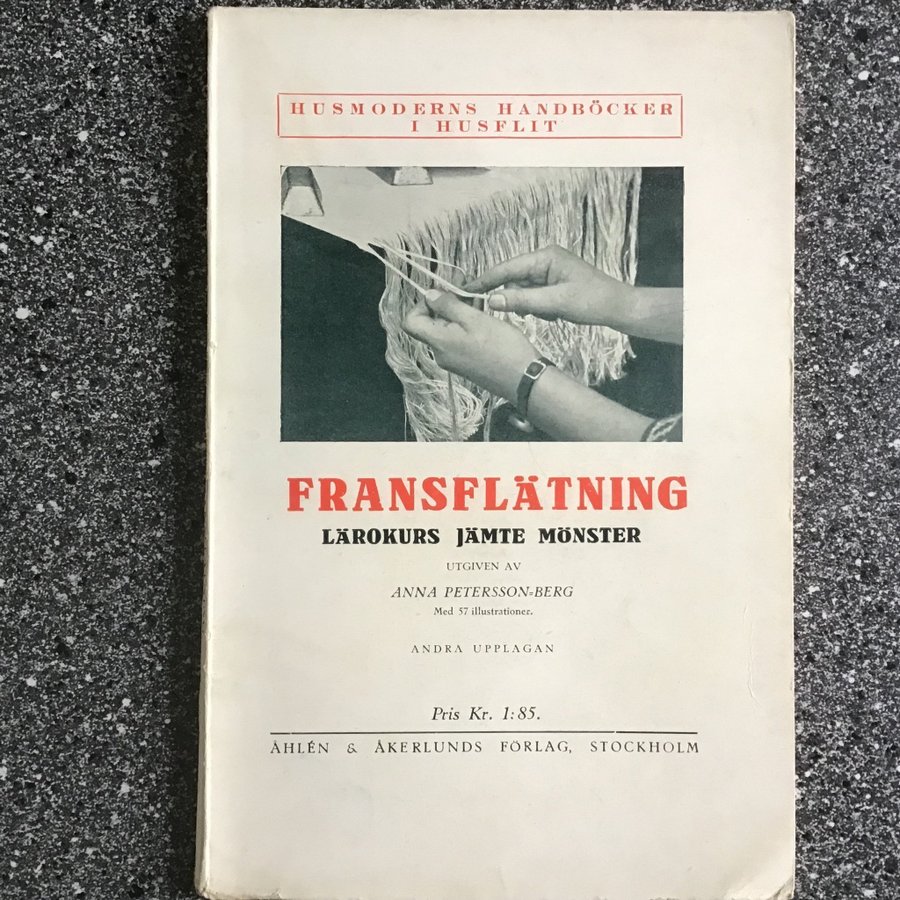 HUSMODERNS HANDBÖCKER
I HUSFLIT
FRANSFLÄTNING
LÄROKURS JÄMTE MÖNSTER
UTGIVEN AV
ANNA PETERSSON-BERG
Med 57 illustrationer.
ANDRA UPPLAGAN
Pris Kr. 1:85.
ÅHLÉN & ÅKERLUNDS FÖRLAG, STOCKHOLM